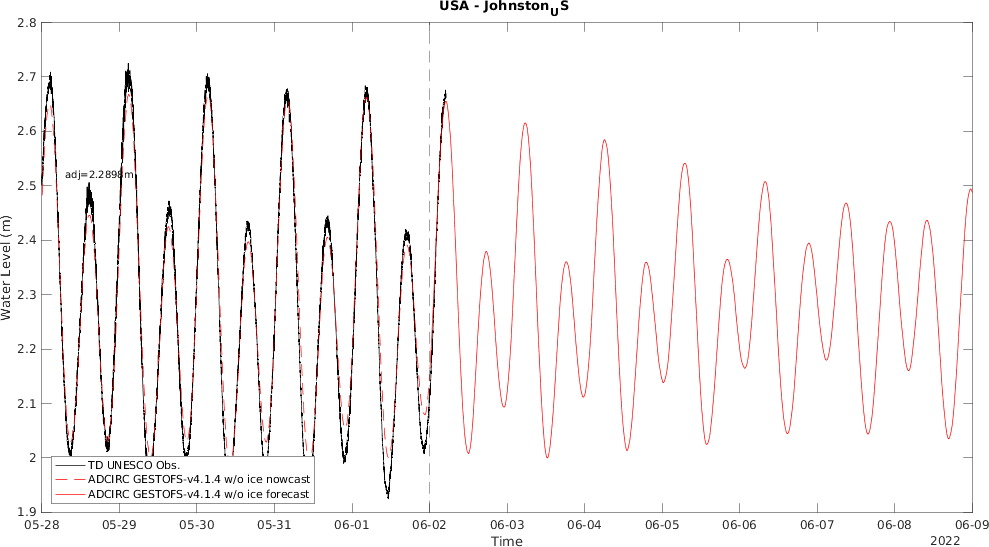 USA - Johnston_US
2.8
2.7
2.6
2.5
2.4
2.3
2.2
2.1
2
1.9
Water Level (m)
adj=2.2898m
TD UNESCO Obs.
ADCIRC GESTOFS-v4.1.4 w/o ice nowcast
ADCIRC GESTOFS-v4.1.4 w/o ice forecast
05-28 05-29 05-30 05-31 06-01 06-02 06-03 06-04 06-05 06-06 06-07 06-08 06-09
Time
2022